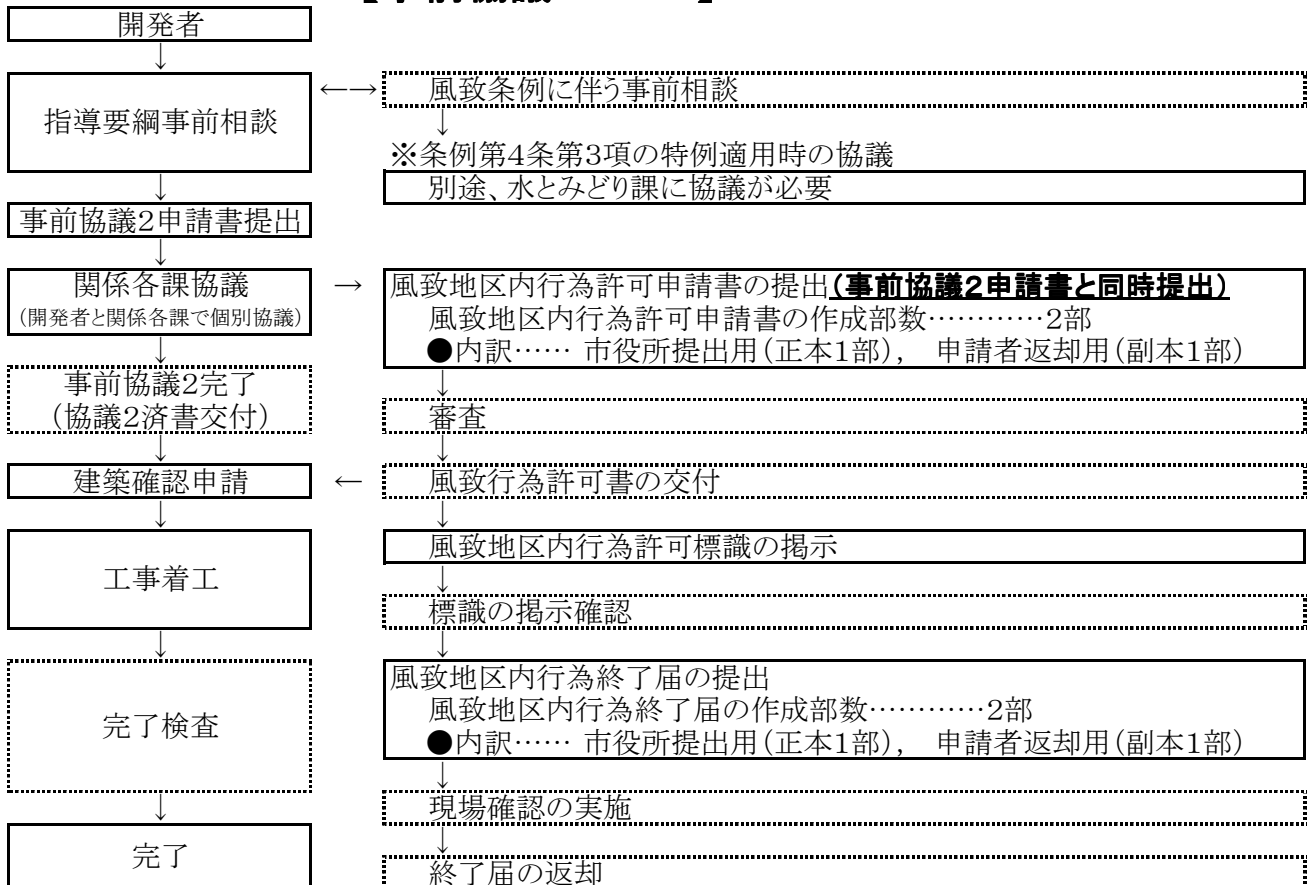 開発者
↓
指導要綱事前相談
←→
風致条例に伴う事前相談
↓
※条例第4条第3項の特例適用時の協議
別途、水とみどり課に協議が必要
↓
事前協議2申請書提出
↓
関係各課協議
(開発者と関係各課で個別協議)
→
風致地区内行為許可申請書の提出(事前協議2申請書と同時提出)
風致地区内行為許可申請書の作成部数…………2部
●内訳…… 市役所提出用(正本1部), 申請者返却用(副本1部)
↓
事前協議2完了
(協議2済書交付)
↓
審査
↓
↓
建築確認申請
←
風致行為許可書の交付
↓
↓
工事着工
風致地区内行為許可標識の掲示
↓
標識の掲示確認
↓
↓
完了検査
風致地区内行為終了届の提出
風致地区内行為終了届の作成部数…………2部
●内訳…… 市役所提出用(正本1部), 申請者返却用(副本1部)
↓
現場確認の実施
↓
↓
完了
終了届の返却